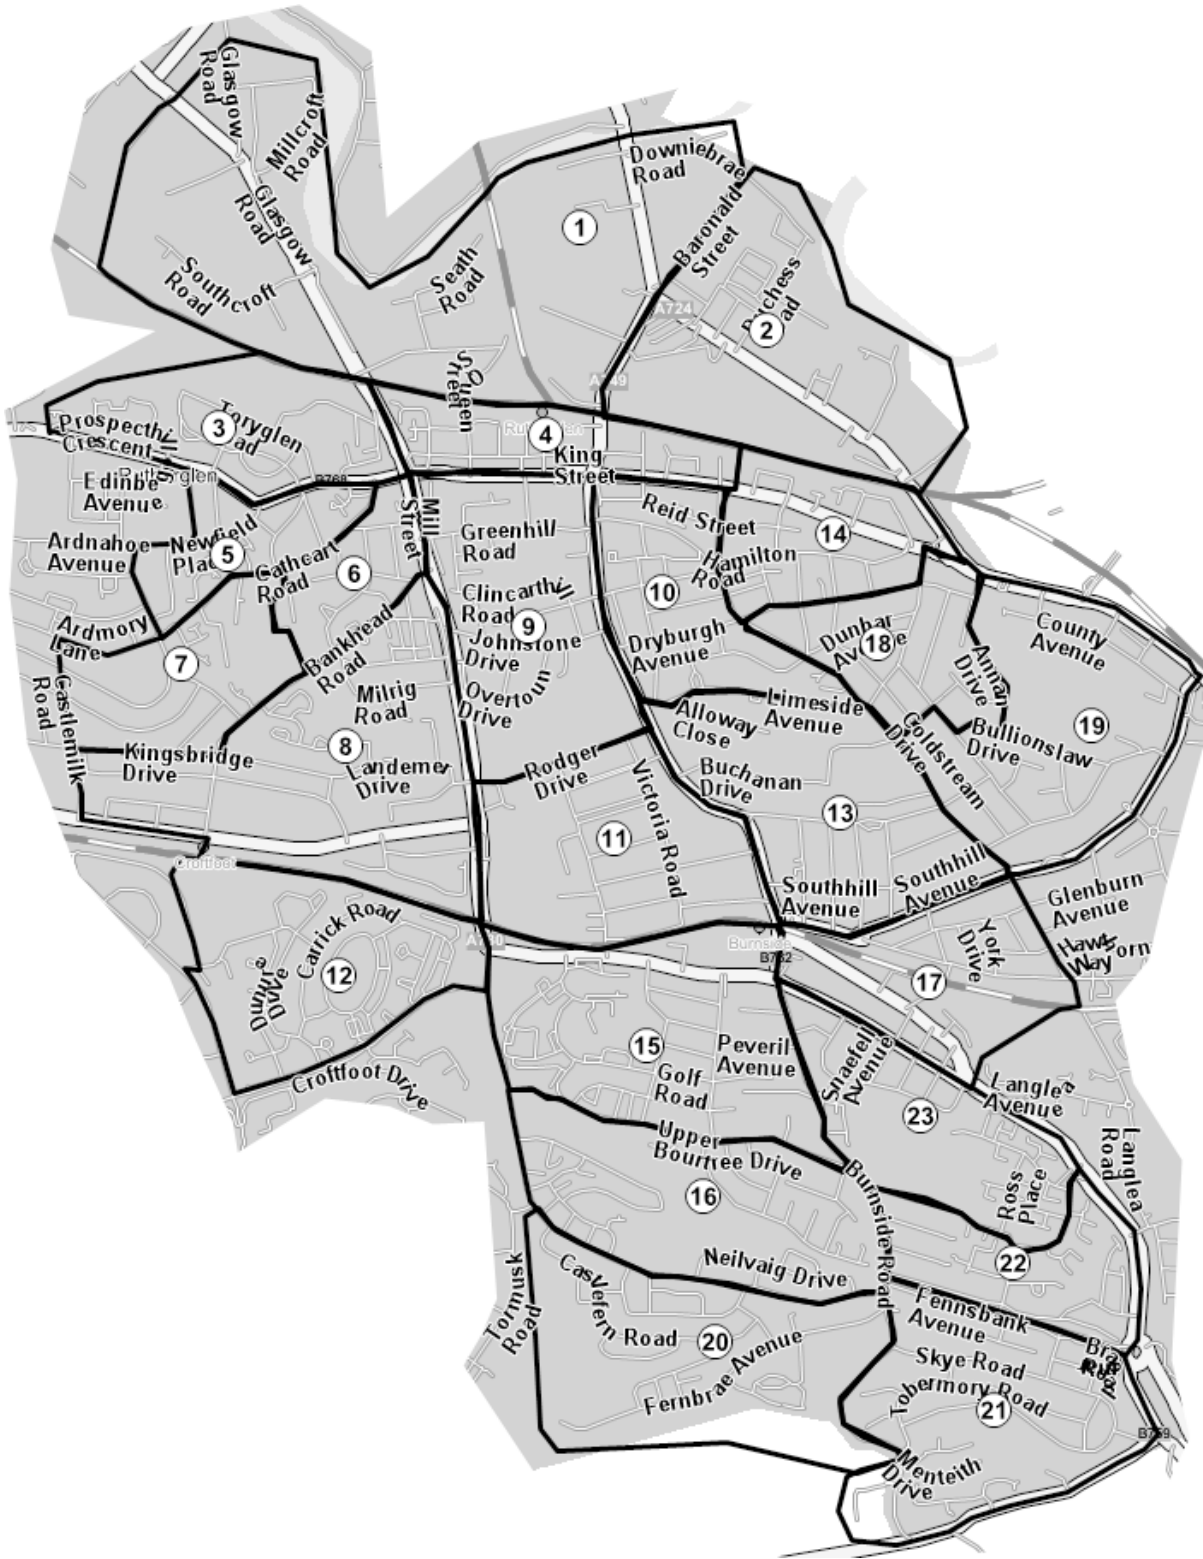 Glasgow
Road
Millcroft
Road
Glasgow
Road
Southcroft
Road
Seath
Road
Downiebrae
Road
1
Baronald
Street
Duchess
2
A724
A749
Queen
Street
4
King
Street
Prospecthill
Crescent
3
Toryglen
Rutherglen
B768
Avenue
Ardnahoe
Avenue
Newfield
5
Cathcart
Road
6
Mill
Street
Greenhill
Road
Reid Street
14
Hamilton
Road
Clincarthill
Road
9
10
Johnstone
Drive
Dryburgh
Avenue
Dunbar
Avenue
18
County
Avenue
Ardmory
Lane
7
Bankhead
Road
Annan
Drive
Milrig
Road
Overtoun
Drive
Castlemilk
Road
Kingsbridge
Drive
8
Landemer
Drive
Rodger
Drive
Alloway
Close
Limeside
Avenue
Goldstream
Drive
Bullionslaw
Drive
19
Buchanan
Drive
13
Victoria Road
11
Croftfoot
Southhill
Avenue
Southhill
Avenue
Glenburn
Avenue
Carrick Road
12
Drive
A730
Burnside
B762
York
Drive
Way
17
15
Peveril
Avenue
Snaefell
Avenue
Golf
Road
Croftfoot Drive
Langlea
Avenue
23
Langlea
Road
Upper
Bourtree Drive
16
Ross
Place
Burnside Road
22
Neilvaig Drive
Tormusk
Road
Road
20
Fennsbank
Avenue
Fernbrae Avenue
Skye Road
Tobermory Road
21
B759
Menteith
Drive